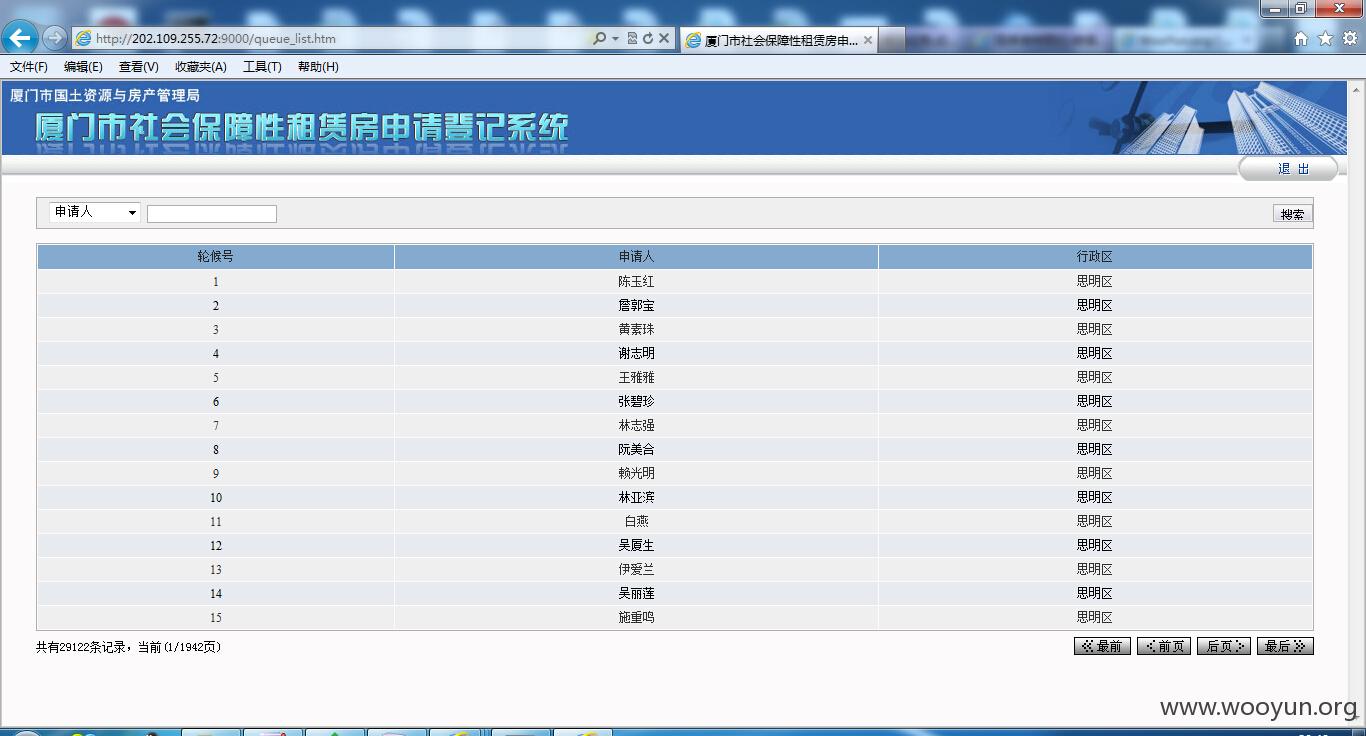 http://202.109.255.72:9000/queue_list.htm
厦门市社会保障性租赁房申...
文件(F) 编辑(E) 查看(V) 收藏夹(A) 工具(T) 帮助(H)
厦门市国土资源与房产管理局
厦门市社会保障性租赁房申请登记系统
退 出
申请人
搜索
轮候号 申请人 行政区
1 陈玉红 思明区
2 詹郭宝 思明区
3 黄素珠 思明区
4 谢志明 思明区
5 王雅雅 思明区
6 张碧珍 思明区
7 林志强 思明区
8 阮美合 思明区
9 赖光明 思明区
10 林亚滨 思明区
11 白燕 思明区
12 吴厦生 思明区
13 伊爱兰 思明区
14 吴丽莲 思明区
15 施重鸣 思明区
共有29122条记录，当前(1/1942页)
最前 前页 后页 最后
www.wooyun.org